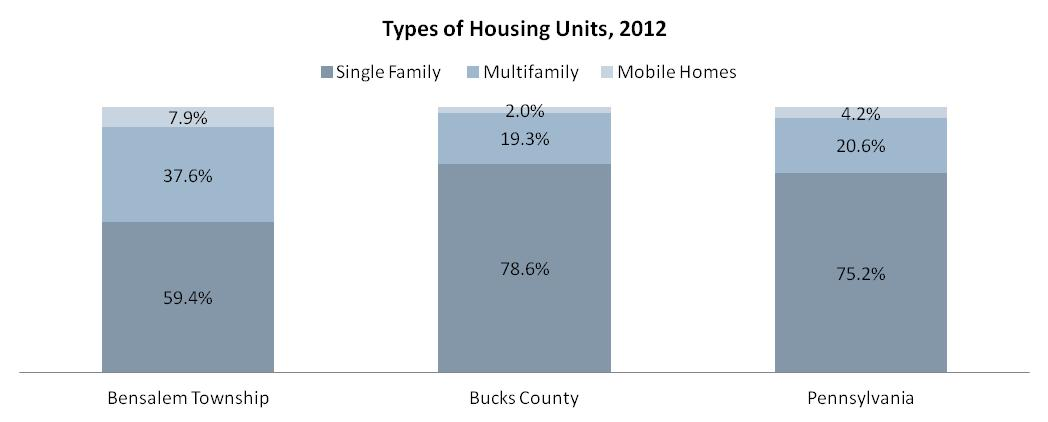 Types of Housing Units, 2012
Single Family Multifamily Mobile Homes
7.9% 2.0% 4.2%
37.6% 19.3% 20.6%
59.4% 78.6% 75.2%
Bensalem Township Bucks County Pennsylvania